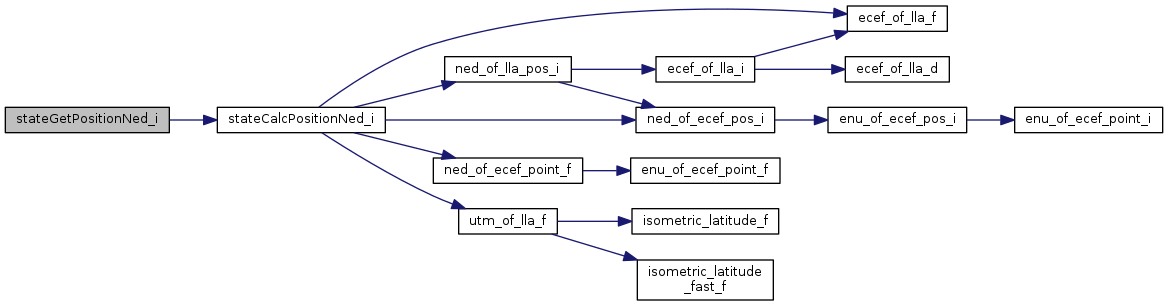 ecef_of_lla_f
ned_of_lla_pos_i
ecef_of_lla_i
ecef_of_lla_d
stateGetPositionNed_i
stateCalcPositionNed_i
ned_of_ecef_pos_i
enu_of_ecef_pos_i
enu_of_ecef_point_i
ned_of_ecef_point_f
enu_of_ecef_point_f
utm_of_lla_f
isometric_latitude_f
isometric_latitude
_fast_f